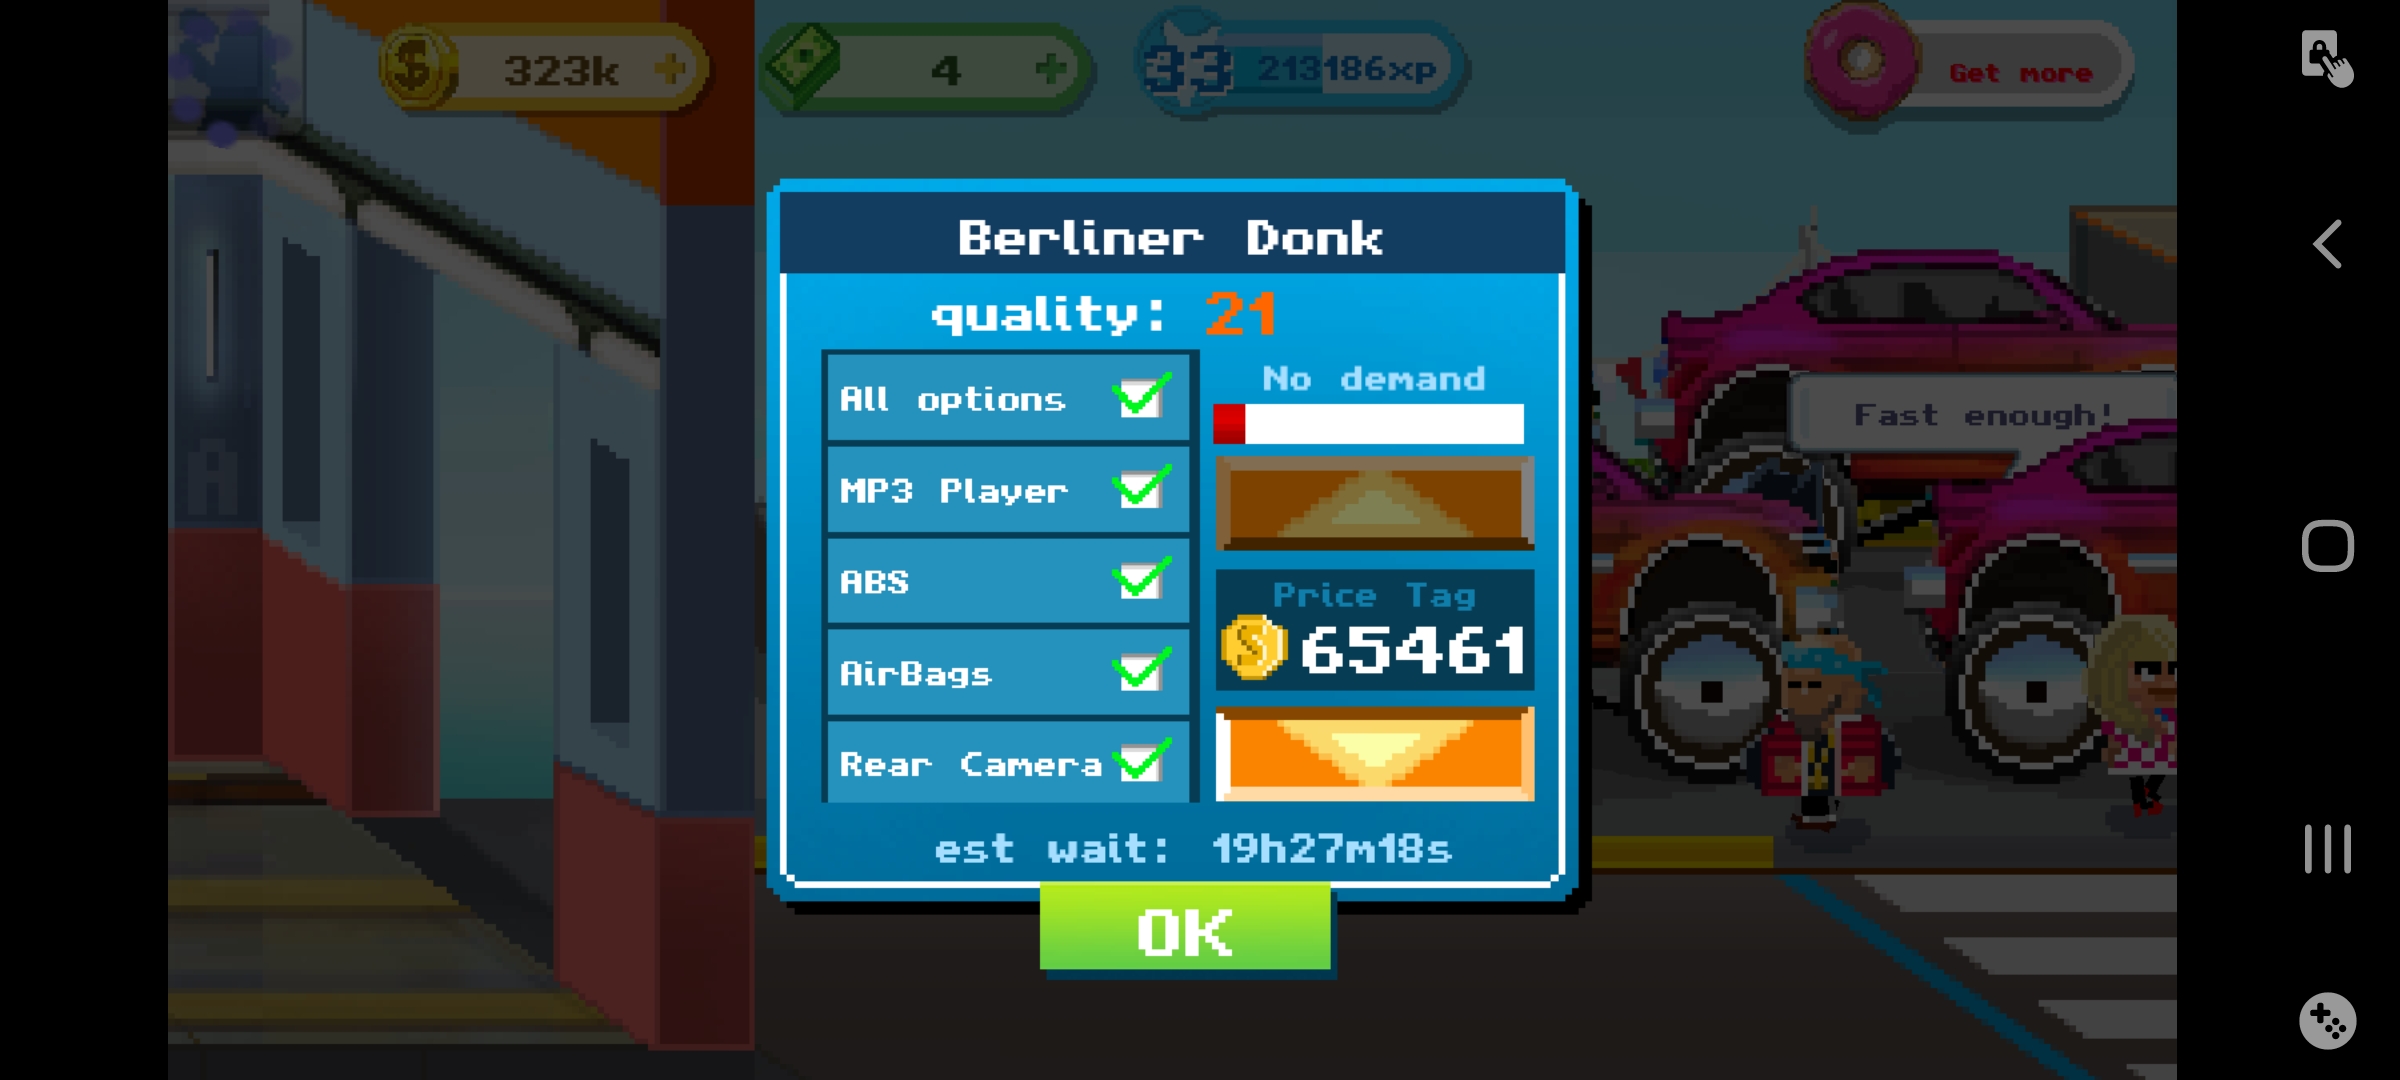 323k
4
33 213186xp
Get more
Berliner Donk
quality: 21
All options
MP3 Player
ABS
AirBags
Rear Camera
No demand
Price Tag
65461
est wait: 19h27m18s
OK
Fast enough!
A